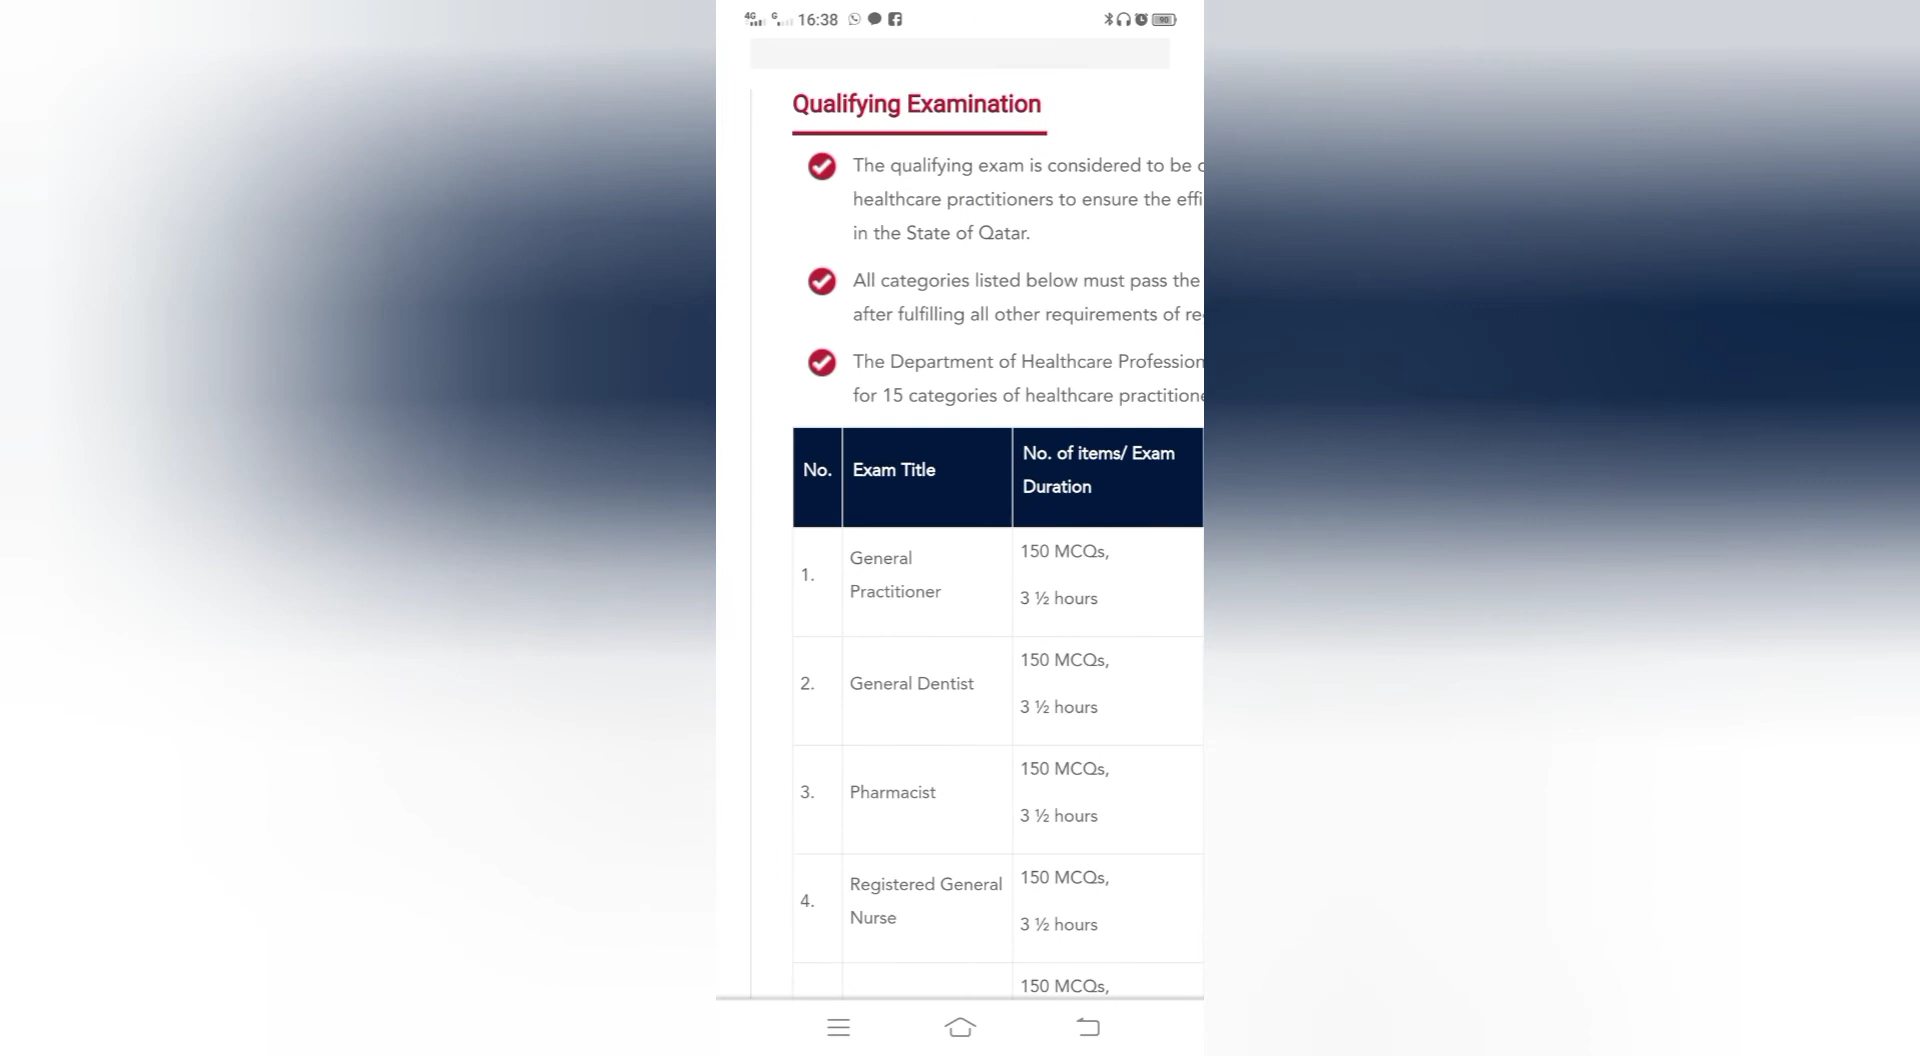 4G G 16:38 90
Qualifying Examination
The qualifying exam is considered to be
healthcare practitioners to ensure the
in the State of Qatar.
All categories listed below must pass the
after fulfilling all other requirements of
The Department of Healthcare
for 15 categories of healthcare
No. Exam Title No. of items/ Exam
Duration
1. General
Practitioner
150 MCQs,
3 ½ hours
2. General Dentist
150 MCQs,
3 ½ hours
3. Pharmacist
150 MCQs,
3 ½ hours
4. Registered General
Nurse
150 MCQs,
3 ½ hours
150 MCQs,